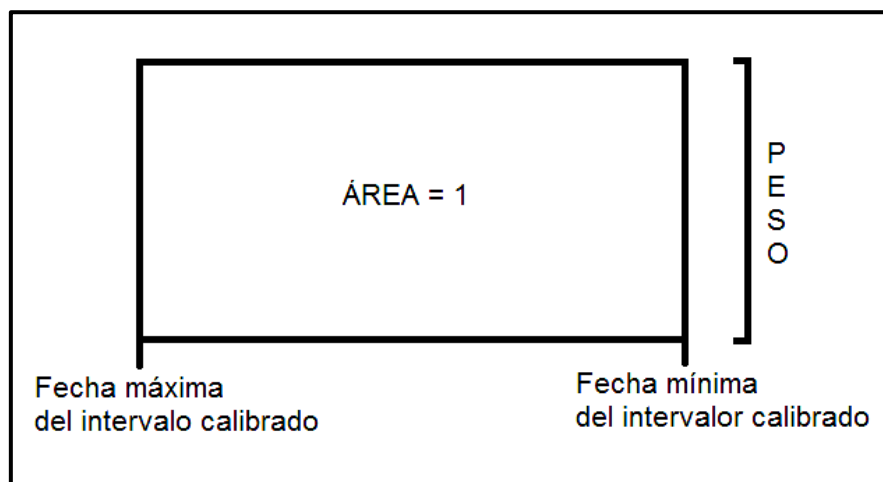 ÁREA = 1
P
E
S
O
Fecha máxima
del intervalo calibrado
Fecha mínima
del intervalor calibrado